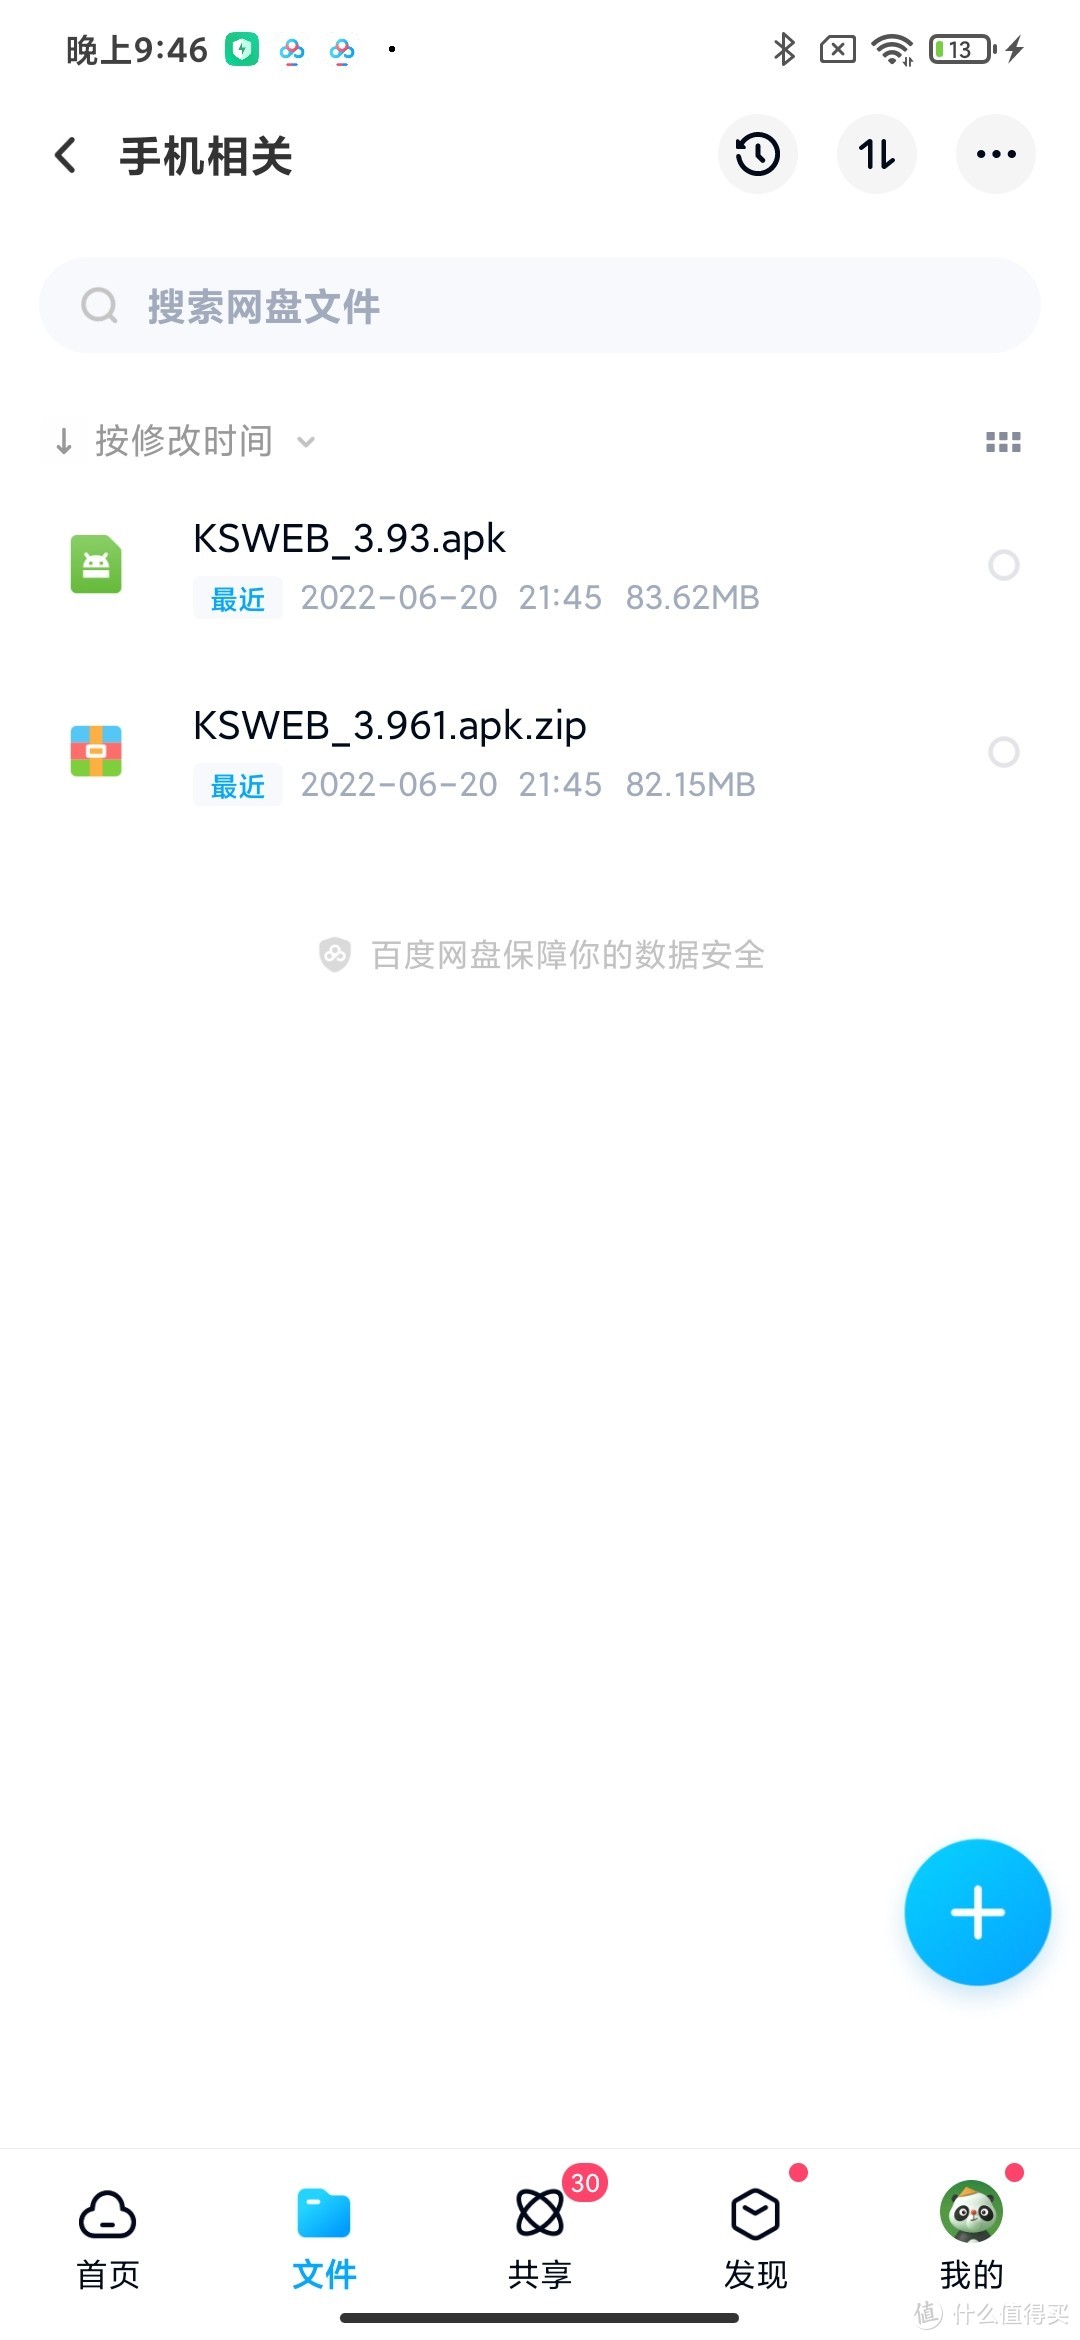 晚上9:46
13
手机相关
搜索网盘文件
按修改时间
KSWEB_3.93.apk
最近 2022-06-20 21:45 83.62MB
KSWEB_3.961.apk.zip
最近 2022-06-20 21:45 82.15MB
百度网盘保障你的数据安全
30
首页 文件 共享 发现 我的
值 什么值得买